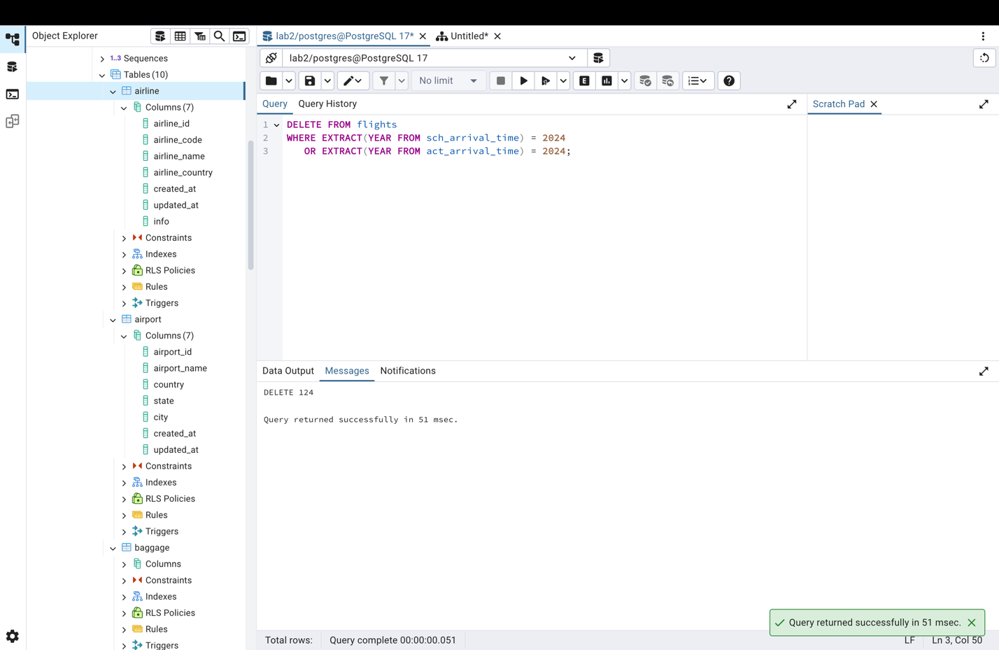 Object Explorer
lab2/postgres@PostgreSQL 17*
Untitled*
1..3 Sequences
Tables (10)
airline
Columns (7)
airline_id
airline_code
airline_name
airline_country
created_at
updated_at
info
Constraints
Indexes
RLS Policies
Rules
Triggers
airport
Columns (7)
airport_id
airport_name
country
state
city
created_at
updated_at
Constraints
Indexes
RLS Policies
Rules
Triggers
baggage
Columns
Constraints
Indexes
RLS Policies
Rules
Triggers
lab2/postgres@PostgreSQL 17
No limit
E
Query
Query History
Scratch Pad
1 DELETE FROM flights
2 WHERE EXTRACT(YEAR FROM sch_arrival_time) = 2024
3 OR EXTRACT(YEAR FROM act_arrival_time) = 2024;
Data Output
Messages
Notifications
DELETE 124
Query returned successfully in 51 msec.
Query returned successfully in 51 msec.
Total rows:
Query complete 00:00:00.051
LF
Ln 3, Col 50